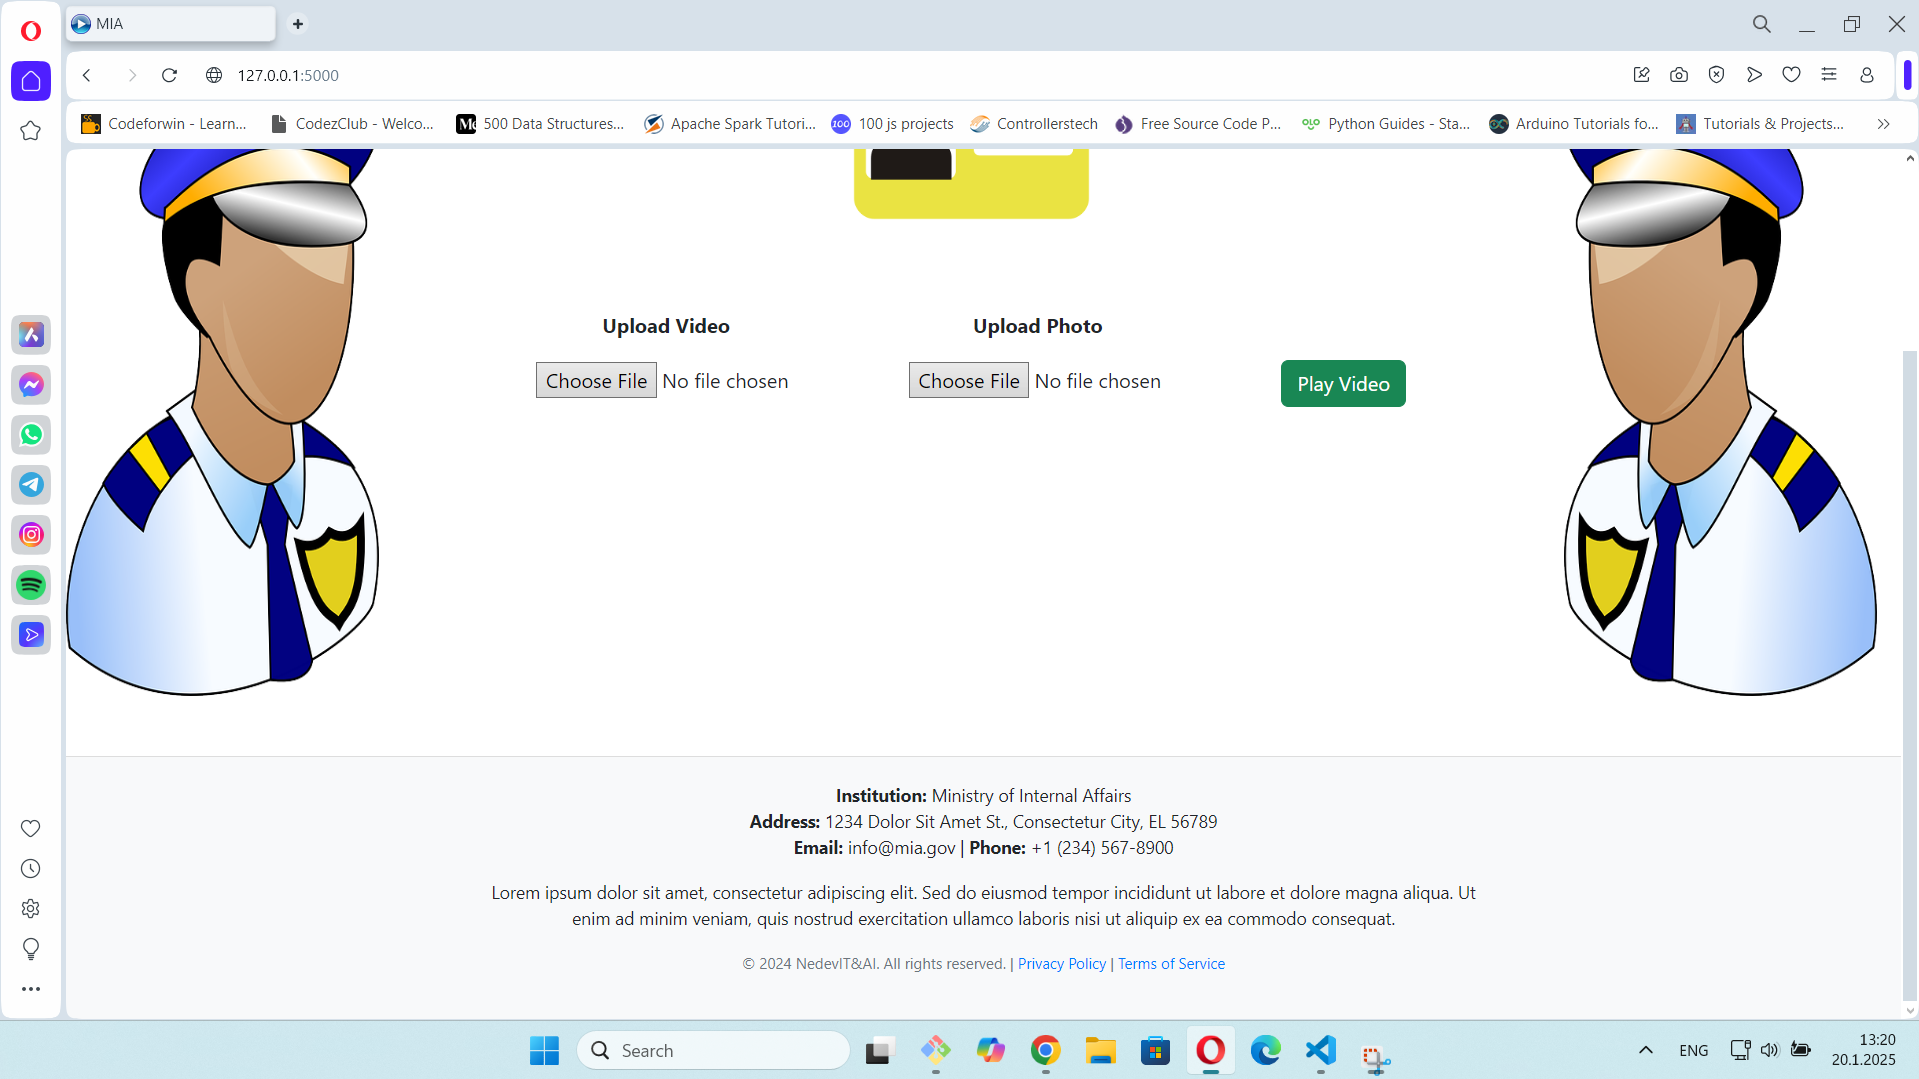 MIA
127.0.0.1:5000
Codeforwin - Learn...
CodezClub - Welco...
500 Data Structures...
Apache Spark Tutori...
100 js projects
Controllerstech
Free Source Code P...
Python Guides - Sta...
Arduino Tutorials fo...
Tutorials & Projects...
Upload Video
Upload Photo
Choose File No file chosen
Choose File No file chosen
Play Video
Institution: Ministry of Internal Affairs
Address: 1234 Dolor Sit Amet St., Consectetur City, EL 56789
Email: info@mia.gov | Phone: +1 (234) 567-8900
Lorem ipsum dolor sit amet, consectetur adipiscing elit. Sed do eiusmod tempor incididunt ut labore et dolore magna aliqua. Ut
enim ad minim veniam, quis nostrud exercitation ullamco laboris nisi ut aliquip ex ea commodo consequat.
© 2024 NedevIT&AI. All rights reserved. | Privacy Policy | Terms of Service
Search
ENG
13:20
20.1.2025